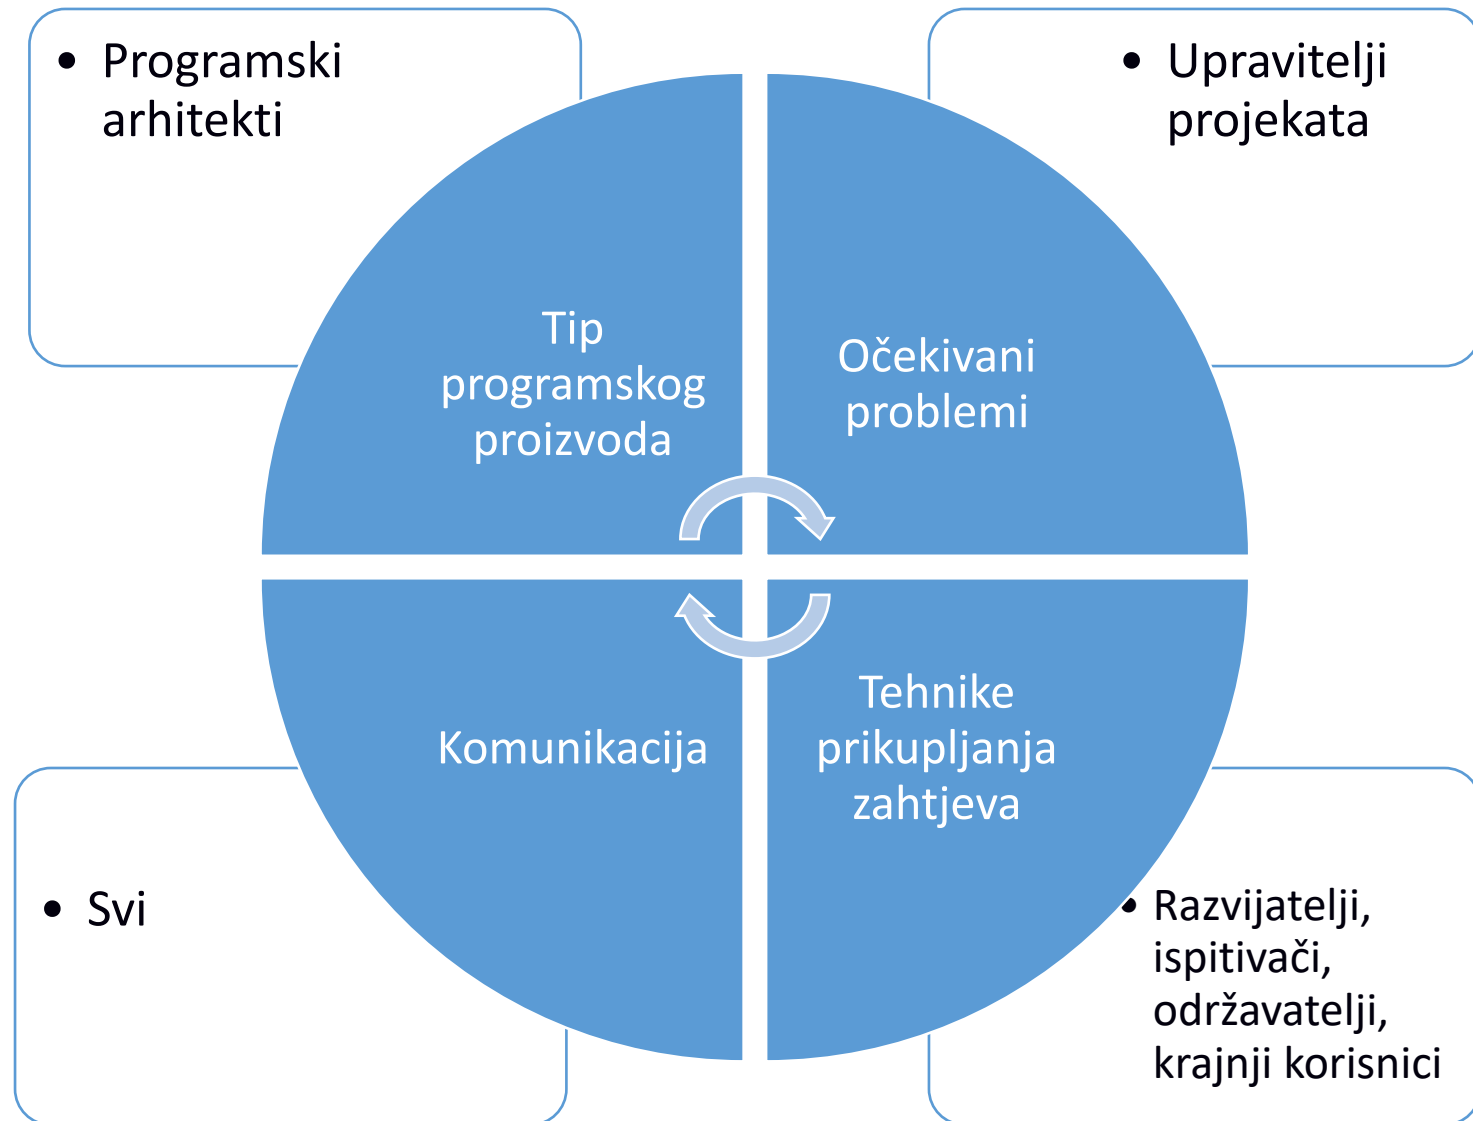 • Programski
arhitekti
• Upravitelji
projekata
Tip
programskog
proizvoda
Očekivani
problemi
Komunikacija
Tehnike
prikupljanja
zahtjeva
• Svi
• Razvijatelji,
ispitivači,
održavatelji,
krajnji korisnici